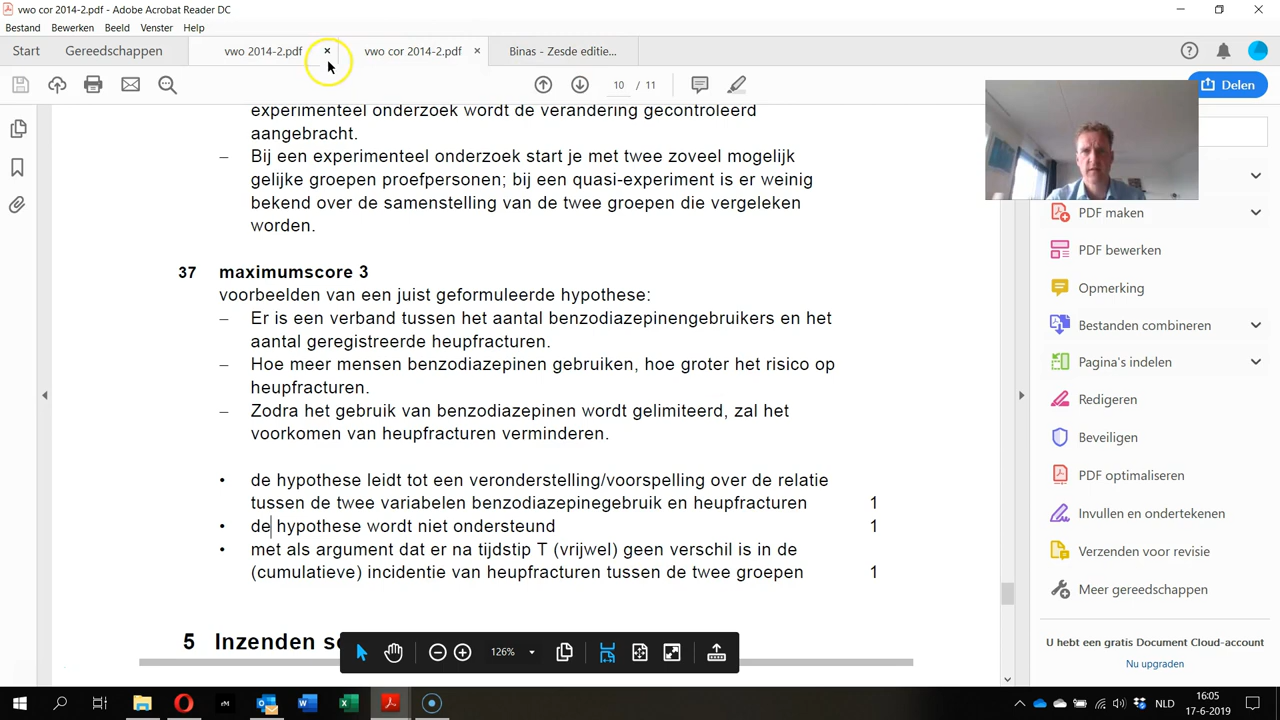 vwo cor 2014-2.pdf - Adobe Acrobat Reader DC
Bestand Bewerken Beeld Venster Help
Start Gereedschappen vwo 2014-2.pdf vwo cor 2014-2.pdf Binas - Zesde editie...
10 / 11
Delen
experimenteel onderzoek wordt de verandering gecontroleerd
aangebracht.
– Bij een experimenteel onderzoek start je met twee zoveel mogelijk
gelijke groepen proefpersonen; bij een quasi-experiment is er weinig
bekend over de samenstelling van de twee groepen die vergeleken
worden.
37 maximumscore 3
voorbeelden van een juist geformuleerde hypothese:
– Er is een verband tussen het aantal benzodiazepinengebruikers en het
aantal geregistreerde heupfracturen.
– Hoe meer mensen benzodiazepinen gebruiken, hoe groter het risico op
heupfracturen.
– Zodra het gebruik van benzodiazepinen wordt gelimiteerd, zal het
voorkomen van heupfracturen verminderen.
• de hypothese leidt tot een veronderstelling/voorspelling over de relatie
tussen de twee variabelen benzodiazepinegebruik en heupfracturen 1
• de hypothese wordt niet ondersteund 1
• met als argument dat er na tijdstip T (vrijwel) geen verschil is in de
(cumulatieve) incidentie van heupfracturen tussen de twee groepen 1
5 Inzenden
126%
PDF maken
PDF bewerken
Opmerking
Bestanden combineren
Pagina's indelen
Redigeren
Beveiligen
PDF optimaliseren
Invullen en ondertekenen
Verzenden voor revisie
Meer gereedschappen
U hebt een gratis Document Cloud-account
Nu upgraden
NLD
16:05
17-6-2019